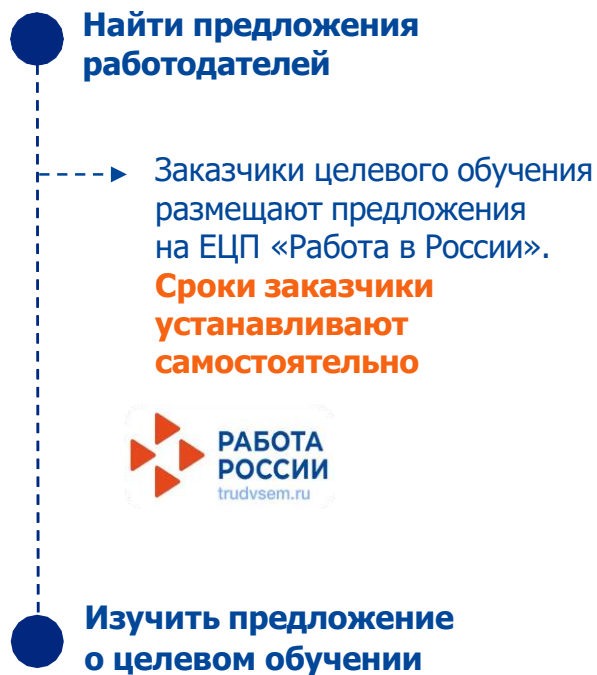 Найти предложения
работодателей
Заказчики целевого обучения
размещают предложения
на ЕЦП «Работа в России».
Сроки заказчики
устанавливают
самостоятельно
РАБОТА
РОССИИ
trudvsem.ru
Изучить предложение
о целевом обучении